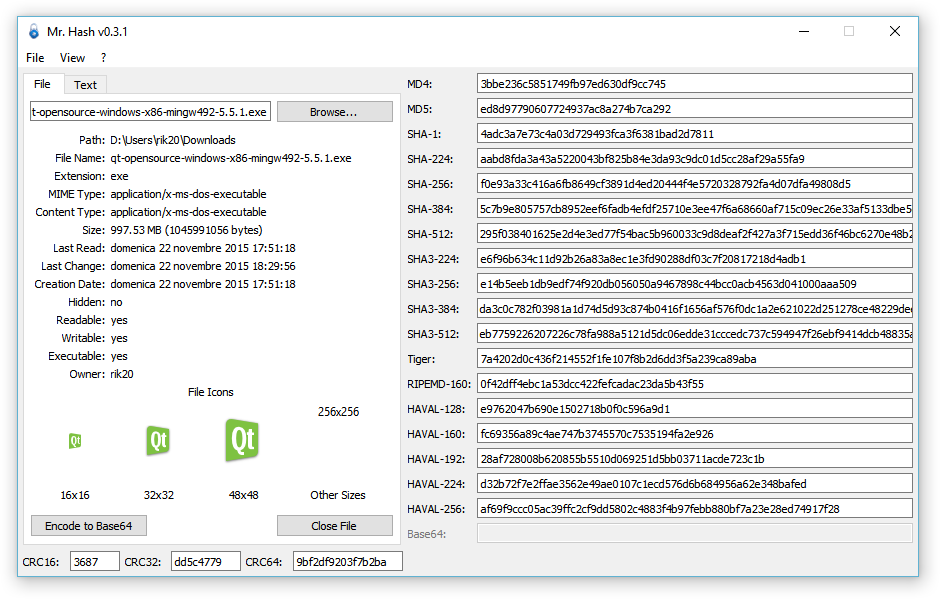 Mr. Hash v0.3.1
File View ?
File Text
t-opensource-windows-x86-mingw492-5.5.1.exe Browse...
Path: D:\Users\rik20\Downloads
File Name: qt-opensource-windows-x86-mingw492-5.5.1.exe
Extension: exe
MIME Type: application/x-ms-dos-executable
Content Type: application/x-ms-dos-executable
Size: 997.53 MB (1045991056 bytes)
Last Read: domenica 22 novembre 2015 17:51:18
Last Change: domenica 22 novembre 2015 18:29:56
Creation Date: domenica 22 novembre 2015 17:51:18
Hidden: no
Readable: yes
Writable: yes
Executable: yes
Owner: rik20
File Icons
256x256
Qt Qt Qt
16x16 32x32 48x48 Other Sizes
Encode to Base64 Close File
MD4: 3bbe236c5851749fb97ed630df9cc745
MD5: ed8d97790607724937ac8a274b7ca292
SHA-1: 4adc3a7e73c4a03d729493fca3f6381bad2d7811
SHA-224: aabd8fda3a43a5220043bf825b84e3da93c9dc01d5cc28af29a55fa9
SHA-256: f0e93a33c416a6fb8649cf3891d4ed20444f4e5720328792fa4d07dfa49808d5
SHA-384: 5c7b9e805757cb8952eef6fadb4efdf25710e3ee47f6a68660af715c09ec26e33af5133dbe5
SHA-512: 295f038401625e2d4e3ed77f54bac5b960033c9d8deaf2f427a3f715edd36f46bc6270e48b2
SHA3-224: e6f96b634c11d92b26a83a8ec1e3fd90288df03c7f20817218d4adb1
SHA3-256: e14b5eeb1db9edf74f920db056050a9467898c44bcc0acb4563d041000aaa509
SHA3-384: da3c0c782f03981a1d74d5d93c874b0416f1656af576f0dc1a2e621022d251278ce48229dec
SHA3-512: eb7759226207226c78fa988a5121d5dc06edde31cccedc737c594947f26ebf9414dcb48835a
Tiger: 7a4202d0c436f214552f1fe107f8b2d6dd3f5a239ca89aba
RIPEMD-160: 0f42dff4ebc1a53dcc422fefcadac23da5b43f55
HAVAL-128: e9762047b690e1502718b0f0c596a9d1
HAVAL-160: fc69356a89c4ae747b3745570c7535194fa2e926
HAVAL-192: 28af728008b620855b5510d069251d5bb03711acde723c1b
HAVAL-224: d32b72f7e2ffae3562e49ae0107c1ecd576d6b684956a62e348bafed
HAVAL-256: af69f9ccc05ac39ffc2cf9dd5802c4883f4b97febb880bf7a23e28ed74917f28
Base64:
CRC16: 3687 CRC32: dd5c4779 CRC64: 9bf2df9203f7b2ba